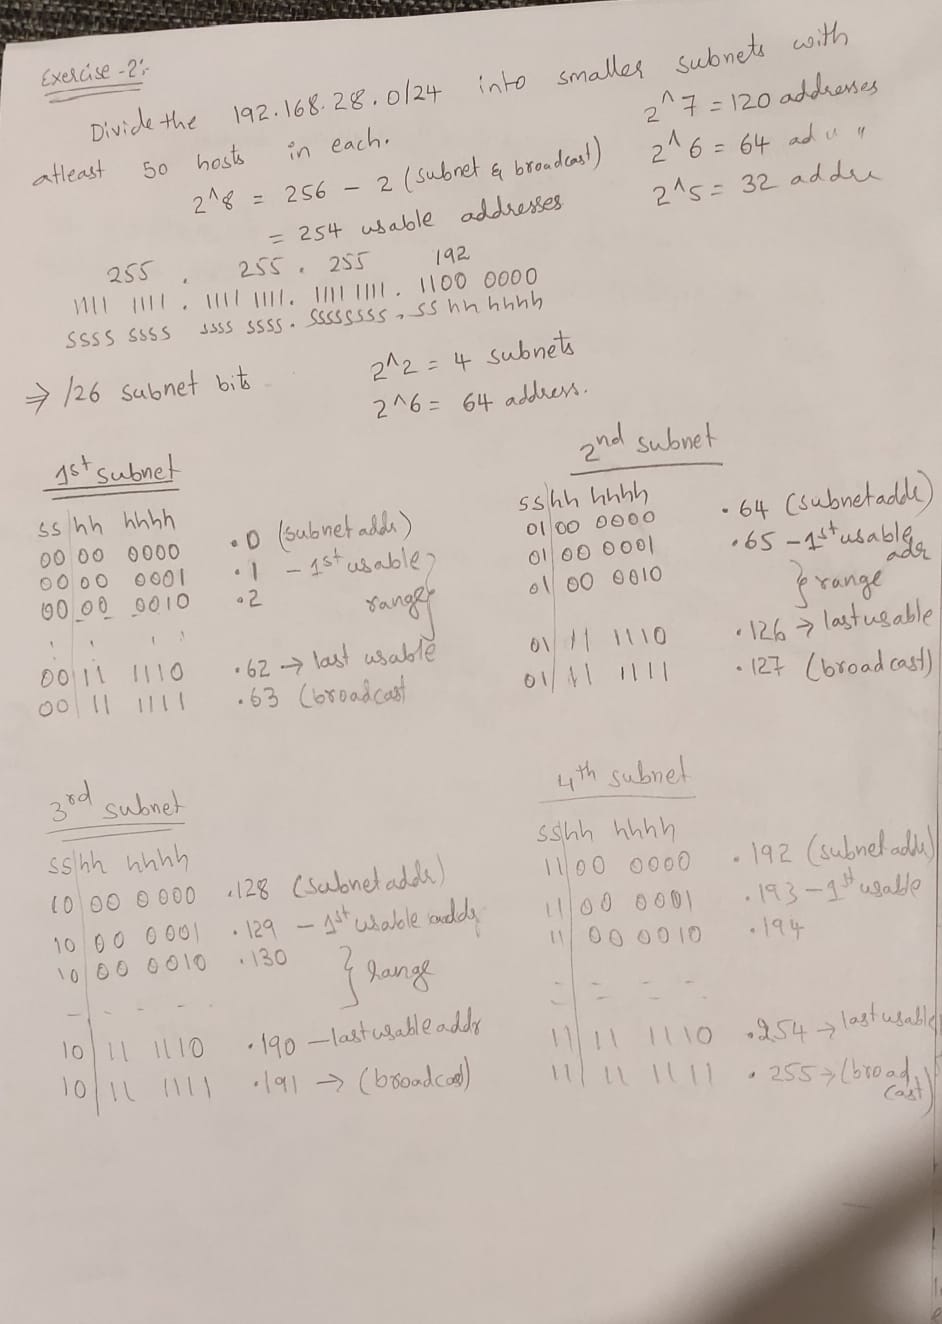 Exercise -2:-
Divide the 192.168.28.0/24 into smaller subnets with
atleast 50 hosts in each.
2^7 = 120 addresses
2^6 = 64 ad " "
2^5 = 32 addre
2^8 = 256 - 2 (subnet & broadcast)
= 254 usable addresses
255 . 255 . 255 192
1111 1111 . 1111 1111 . 1111 1111 . 1100 0000
ssss ssss ssss ssss . ssssssss . ss hh hhhh
⇒ /26 subnet bits
2^2 = 4 subnets
2^6 = 64 address.
1st subnet
ss hh hhhh
00 00 0000 .0 (subnet addr)
00 00 0001 .1 - 1st usable
00 00 0010 .2 range
: : : :
00 11 1110 .62 → last usable
00 11 1111 .63 (broadcast
2nd subnet
ss hh hhhh
01 00 0000 .64 (subnet addr)
01 00 0001 .65 - 1st usable addr
01 00 0010 } range
01 11 1110 .126 → last usable
01 11 1111 .127 (broadcast)
3rd subnet
ss hh hhhh
10 00 0000 .128 (subnet addr)
10 00 0001 .129 - 1st usable addr
10 00 0010 .130 } range
- - - -
10 11 1110 .190 - last usable addr
10 11 1111 .191 → (broadcast)
4th subnet
ss hh hhhh
11 00 0000 .192 (subnet addr)
11 00 0001 .193 - 1st usable
11 00 0010 .194
= = = =
11 11 1110 .254 → last usable
11 11 1111 .255 → (broad
cast)